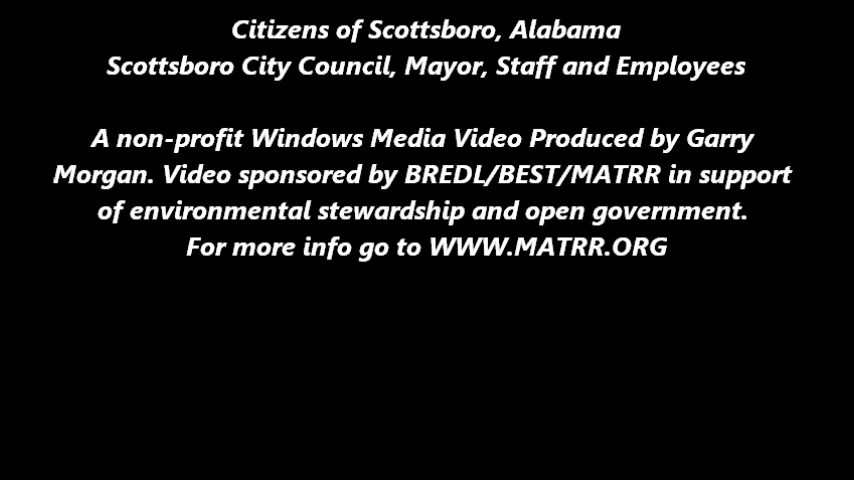 Citizens of Scottsboro, Alabama
Scottsboro City Council, Mayor, Staff and Employees
A non-profit Windows Media Video Produced by Garry
Morgan. Video sponsored by BREDL/BEST/MATRR in support
of environmental stewardship and open government.
For more info go to WWW.MATRR.ORG